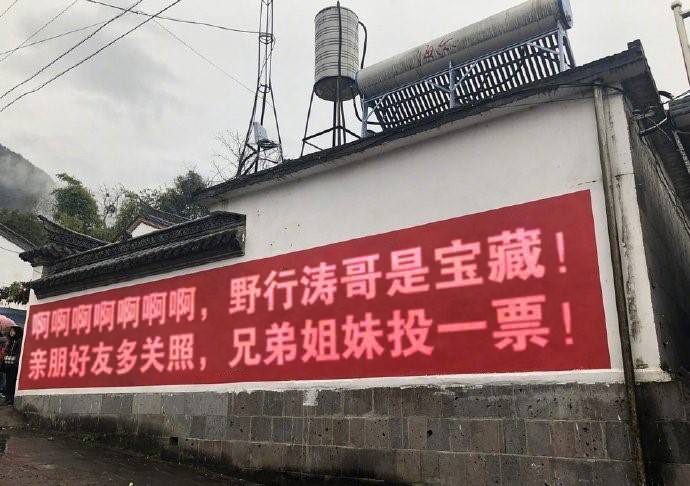 啊啊啊啊啊啊啊，野行涛哥是宝藏！
亲朋好友多关照，兄弟姐妹投一票！